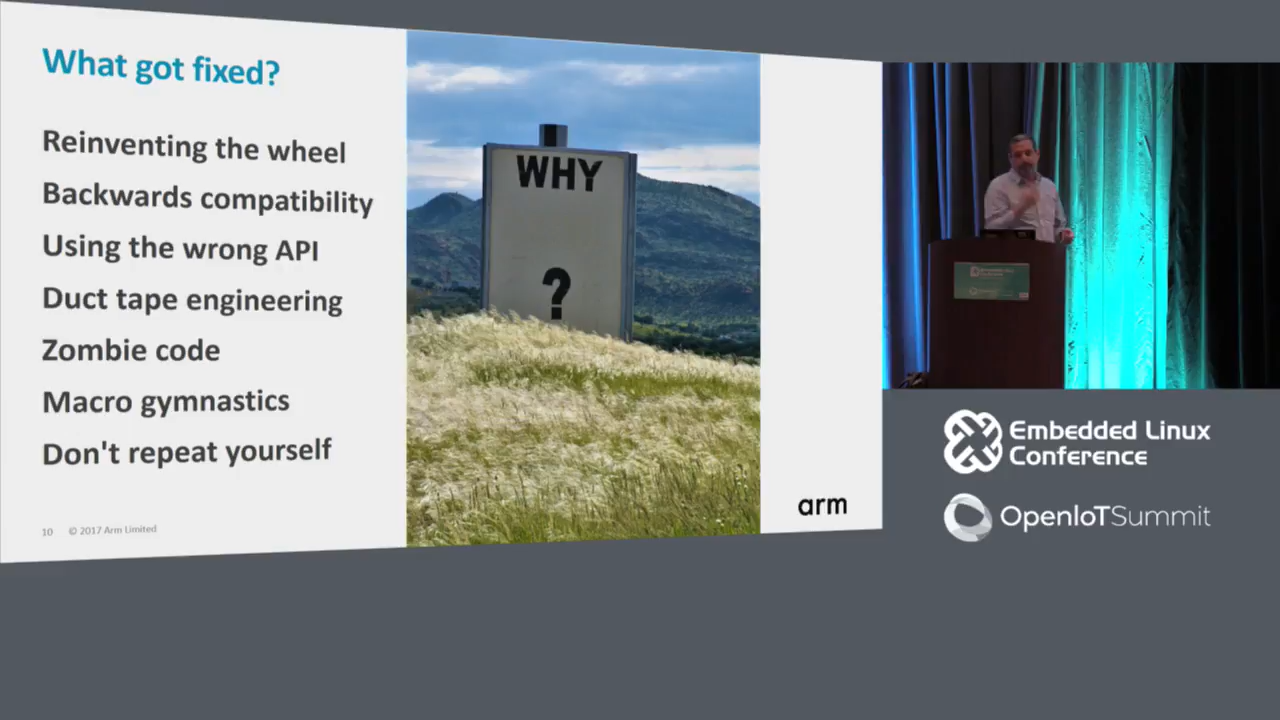 What got fixed?
Reinventing the wheel
Backwards compatibility
Using the wrong API
Duct tape engineering
Zombie code
Macro gymnastics
Don't repeat yourself
10 © 2017 Arm Limited
WHY
?
arm
Embedded Linux
Conference
OpenIoTSummit